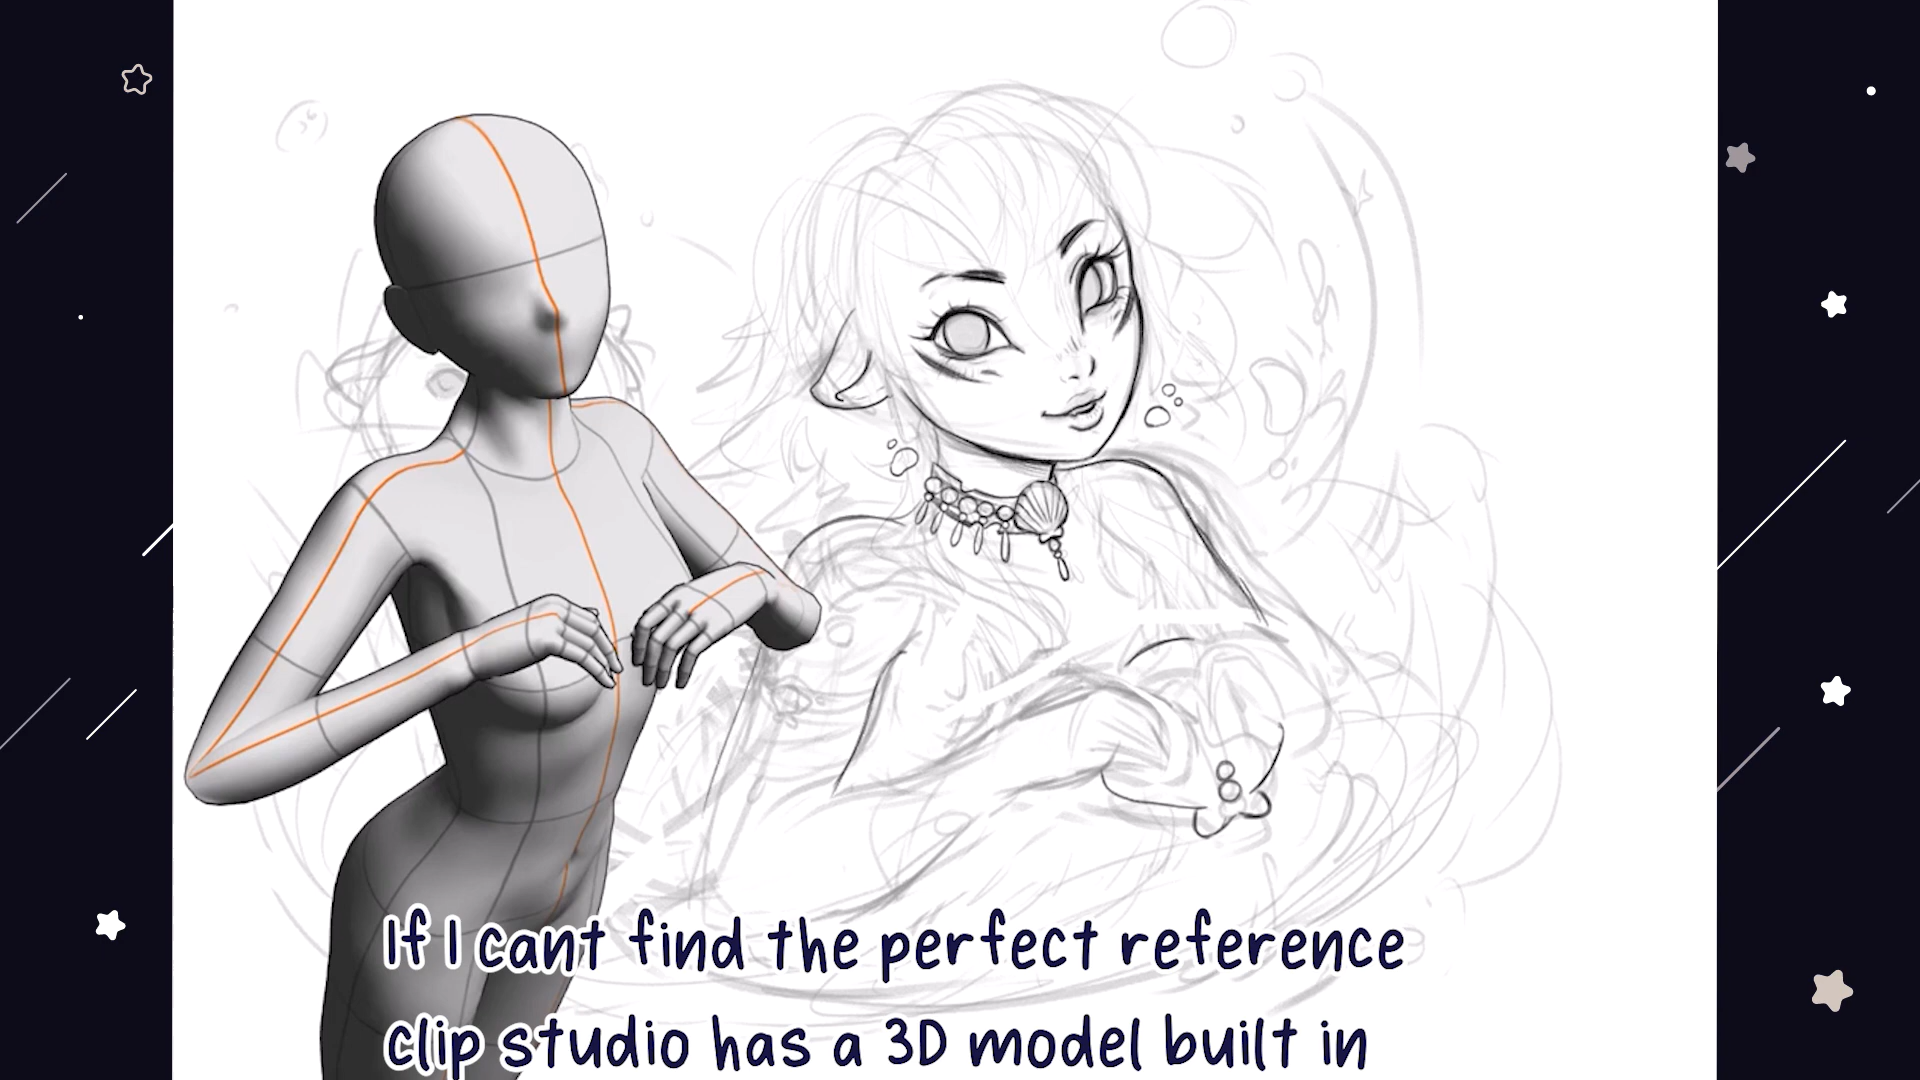 If I cant find the perfect reference
clip studio has a 3D model built in